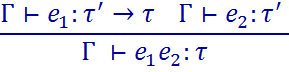 Γ ⊢ e₁: τ′ → τ Γ ⊢ e₂: τ′
Γ ⊢ e₁e₂: τ